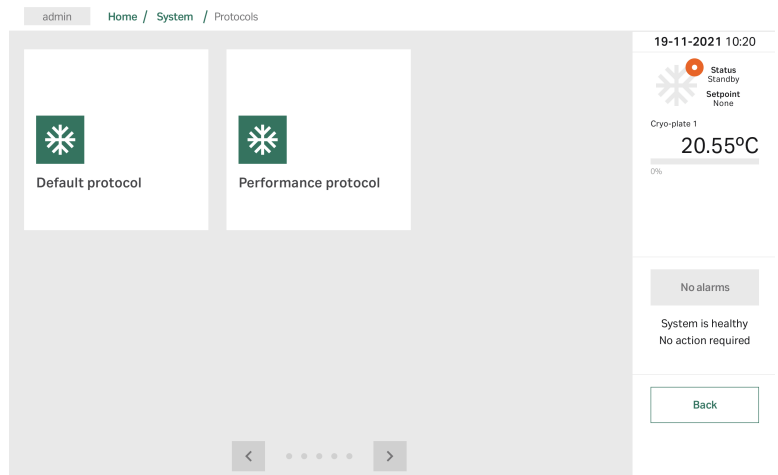 admin Home / System / Protocols
19-11-2021 10:20
Status
Standby
Setpoint
None
Cryo-plate 1
20.55ºC
0%
Default protocol
Performance protocol
No alarms
System is healthy
No action required
Back